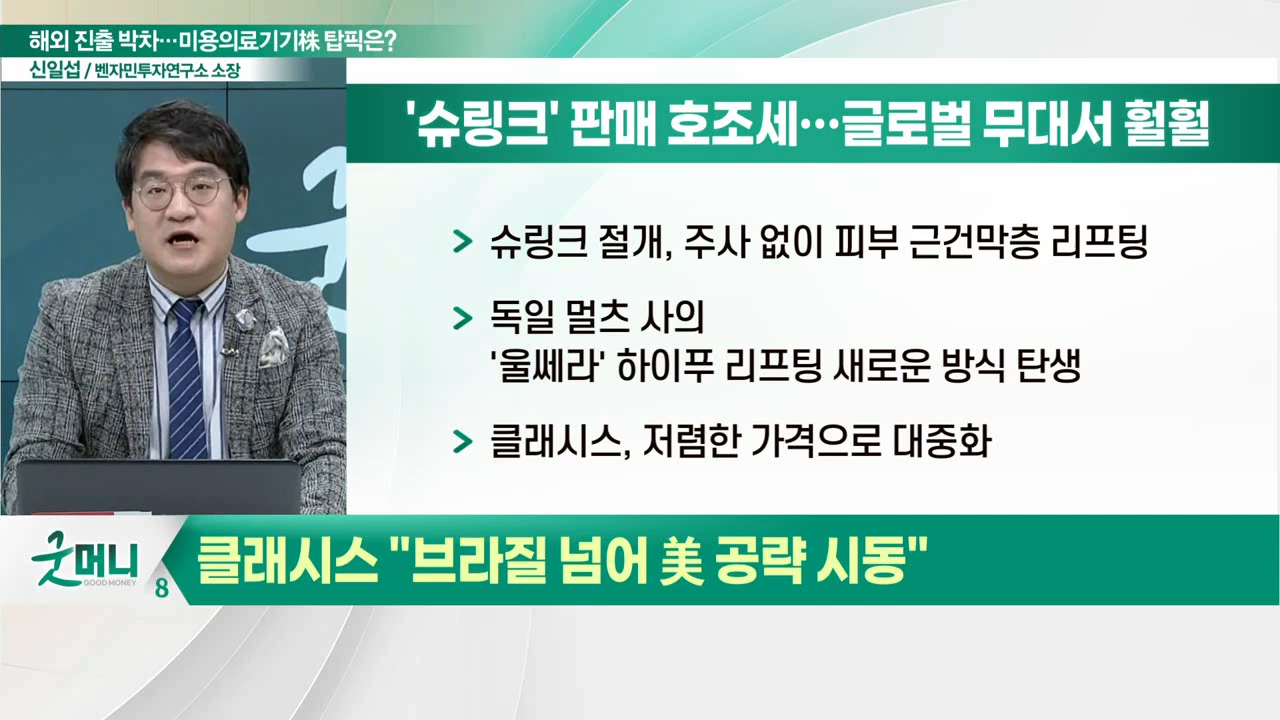 해외 진출 박차…미용의료기기株 탑픽은?
신일섭 / 벤자민투자연구소 소장
'슈링크' 판매 호조세…글로벌 무대서 훨훨
> 슈링크 절개, 주사 없이 피부 근건막층 리프팅
> 독일 멀츠 사의
'울쎄라' 하이푸 리프팅 새로운 방식 탄생
> 클래시스, 저렴한 가격으로 대중화
굿머니
GOOD MONEY
8
클래시스 "브라질 넘어 美 공략 시동"